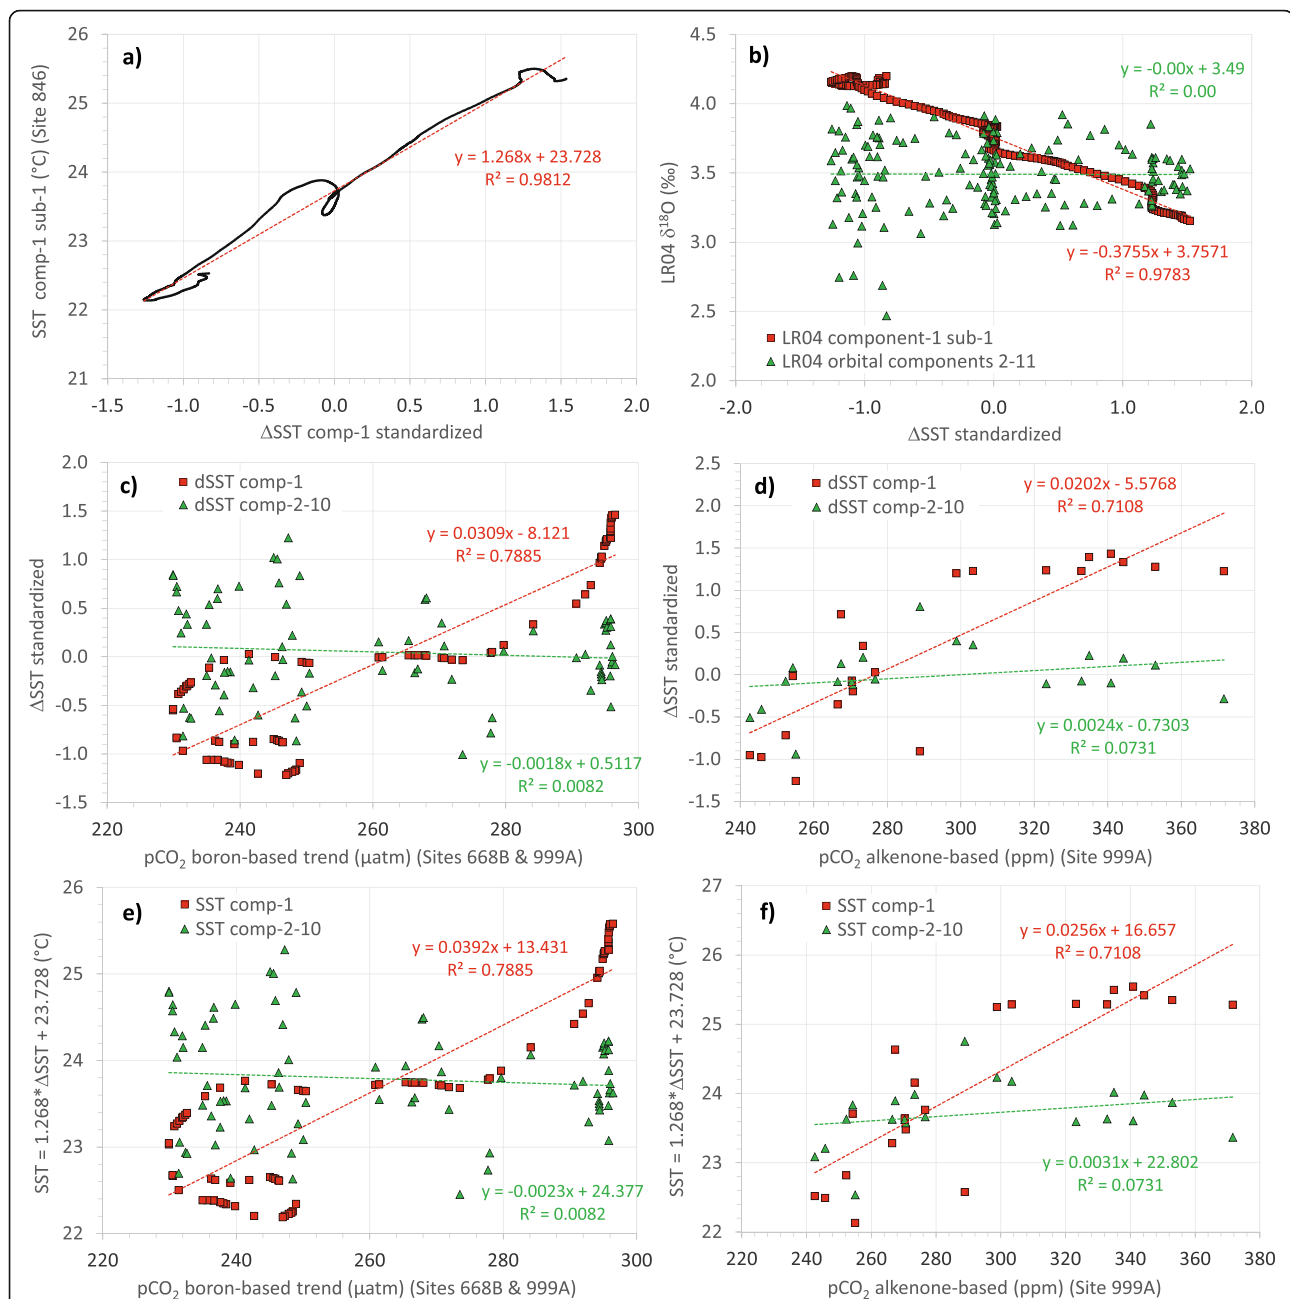 a)
SST comp-1 sub-1 (°C) (Site 846)
26
25
24
23
22
21
y = 1.268x + 23.728
R² = 0.9812
-1.5 -1.0 -0.5 0.0 0.5 1.0 1.5 2.0
ΔSST comp-1 standardized
b)
LR04 δ¹⁸O (‰)
4.5
4.0
3.5
3.0
2.5
2.0
y = -0.00x + 3.49
R² = 0.00
y = -0.3755x + 3.7571
R² = 0.9783
LR04 component-1 sub-1
LR04 orbital components 2-11
-2.0 -1.0 0.0 1.0 2.0
ΔSST standardized
c)
ΔSST standardized
2.0
1.5
1.0
0.5
0.0
-0.5
-1.0
-1.5
dSST comp-1
dSST comp-2-10
y = 0.0309x - 8.121
R² = 0.7885
y = -0.0018x + 0.5117
R² = 0.0082
220 240 260 280 300
pCO₂ boron-based trend (µatm) (Sites 668B & 999A)
d)
ΔSST standardized
2.5
2.0
1.5
1.0
0.5
0.0
-0.5
-1.0
-1.5
dSST comp-1
dSST comp-2-10
y = 0.0202x - 5.5768
R² = 0.7108
y = 0.0024x - 0.7303
R² = 0.0731
240 260 280 300 320 340 360 380
pCO₂ alkenone-based (ppm) (Site 999A)
e)
SST = 1.268*ΔSST + 23.728 (°C)
26
25
24
23
22
SST comp-1
SST comp-2-10
y = 0.0392x + 13.431
R² = 0.7885
y = -0.0023x + 24.377
R² = 0.0082
220 240 260 280 300
pCO₂ boron-based trend (µatm) (Sites 668B & 999A)
f)
SST = 1.268*ΔSST + 23.728 (°C)
27
26
25
24
23
22
SST comp-1
SST comp-2-10
y = 0.0256x + 16.657
R² = 0.7108
y = 0.0031x + 22.802
R² = 0.0731
220 240 260 280 300 320 340 360 380
pCO₂ alkenone-based (ppm) (Site 999A)